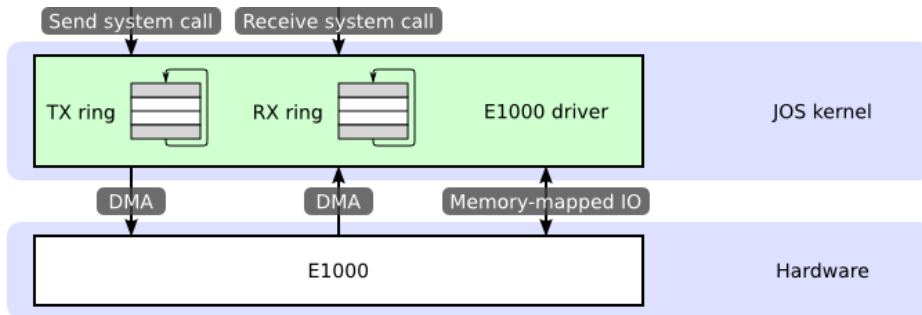 Send system call
Receive system call
TX ring
RX ring
E1000 driver
JOS kernel
DMA
DMA
Memory-mapped IO
E1000
Hardware